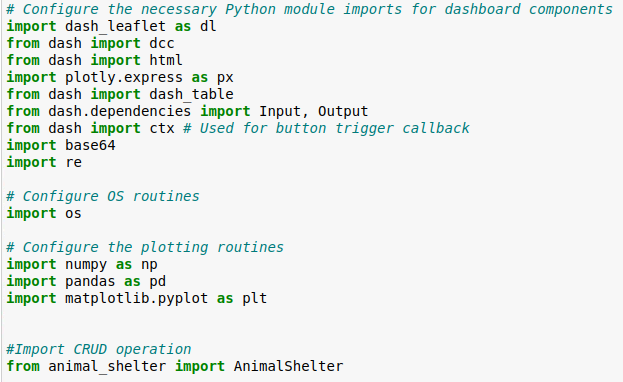 # Configure the necessary Python module imports for dashboard components
import dash_leaflet as dl
from dash import dcc
from dash import html
import plotly.express as px
from dash import dash_table
from dash.dependencies import Input, Output
from dash import ctx # Used for button trigger callback
import base64
import re
# Configure OS routines
import os
# Configure the plotting routines
import numpy as np
import pandas as pd
import matplotlib.pyplot as plt
#Import CRUD operation
from animal_shelter import AnimalShelter